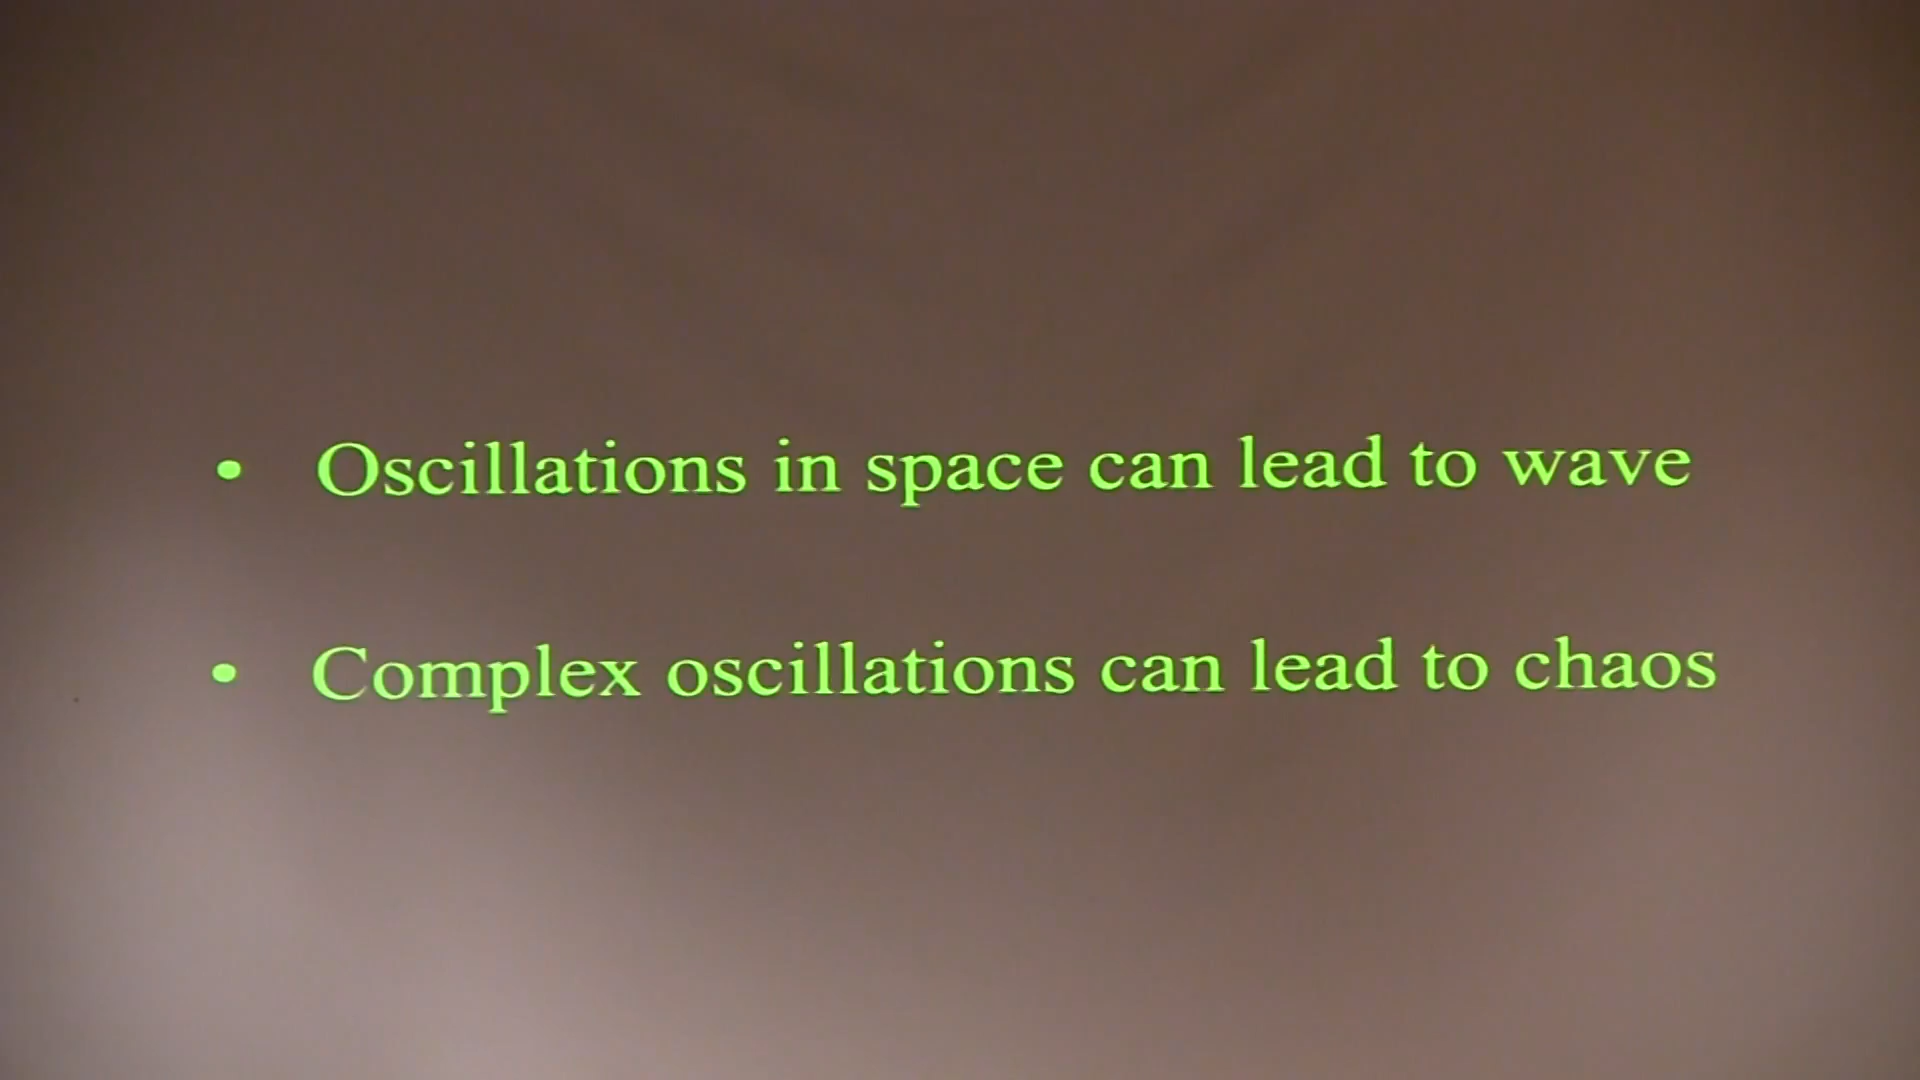 • Oscillations in space can lead to wave
• Complex oscillations can lead to chaos